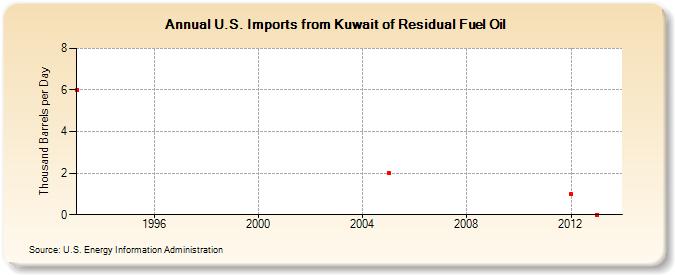 Annual U.S. Imports from Kuwait of Residual Fuel Oil
Thousand Barrels per Day
8
6
4
2
0
1996 2000 2004 2008 2012
Source: U.S. Energy Information Administration